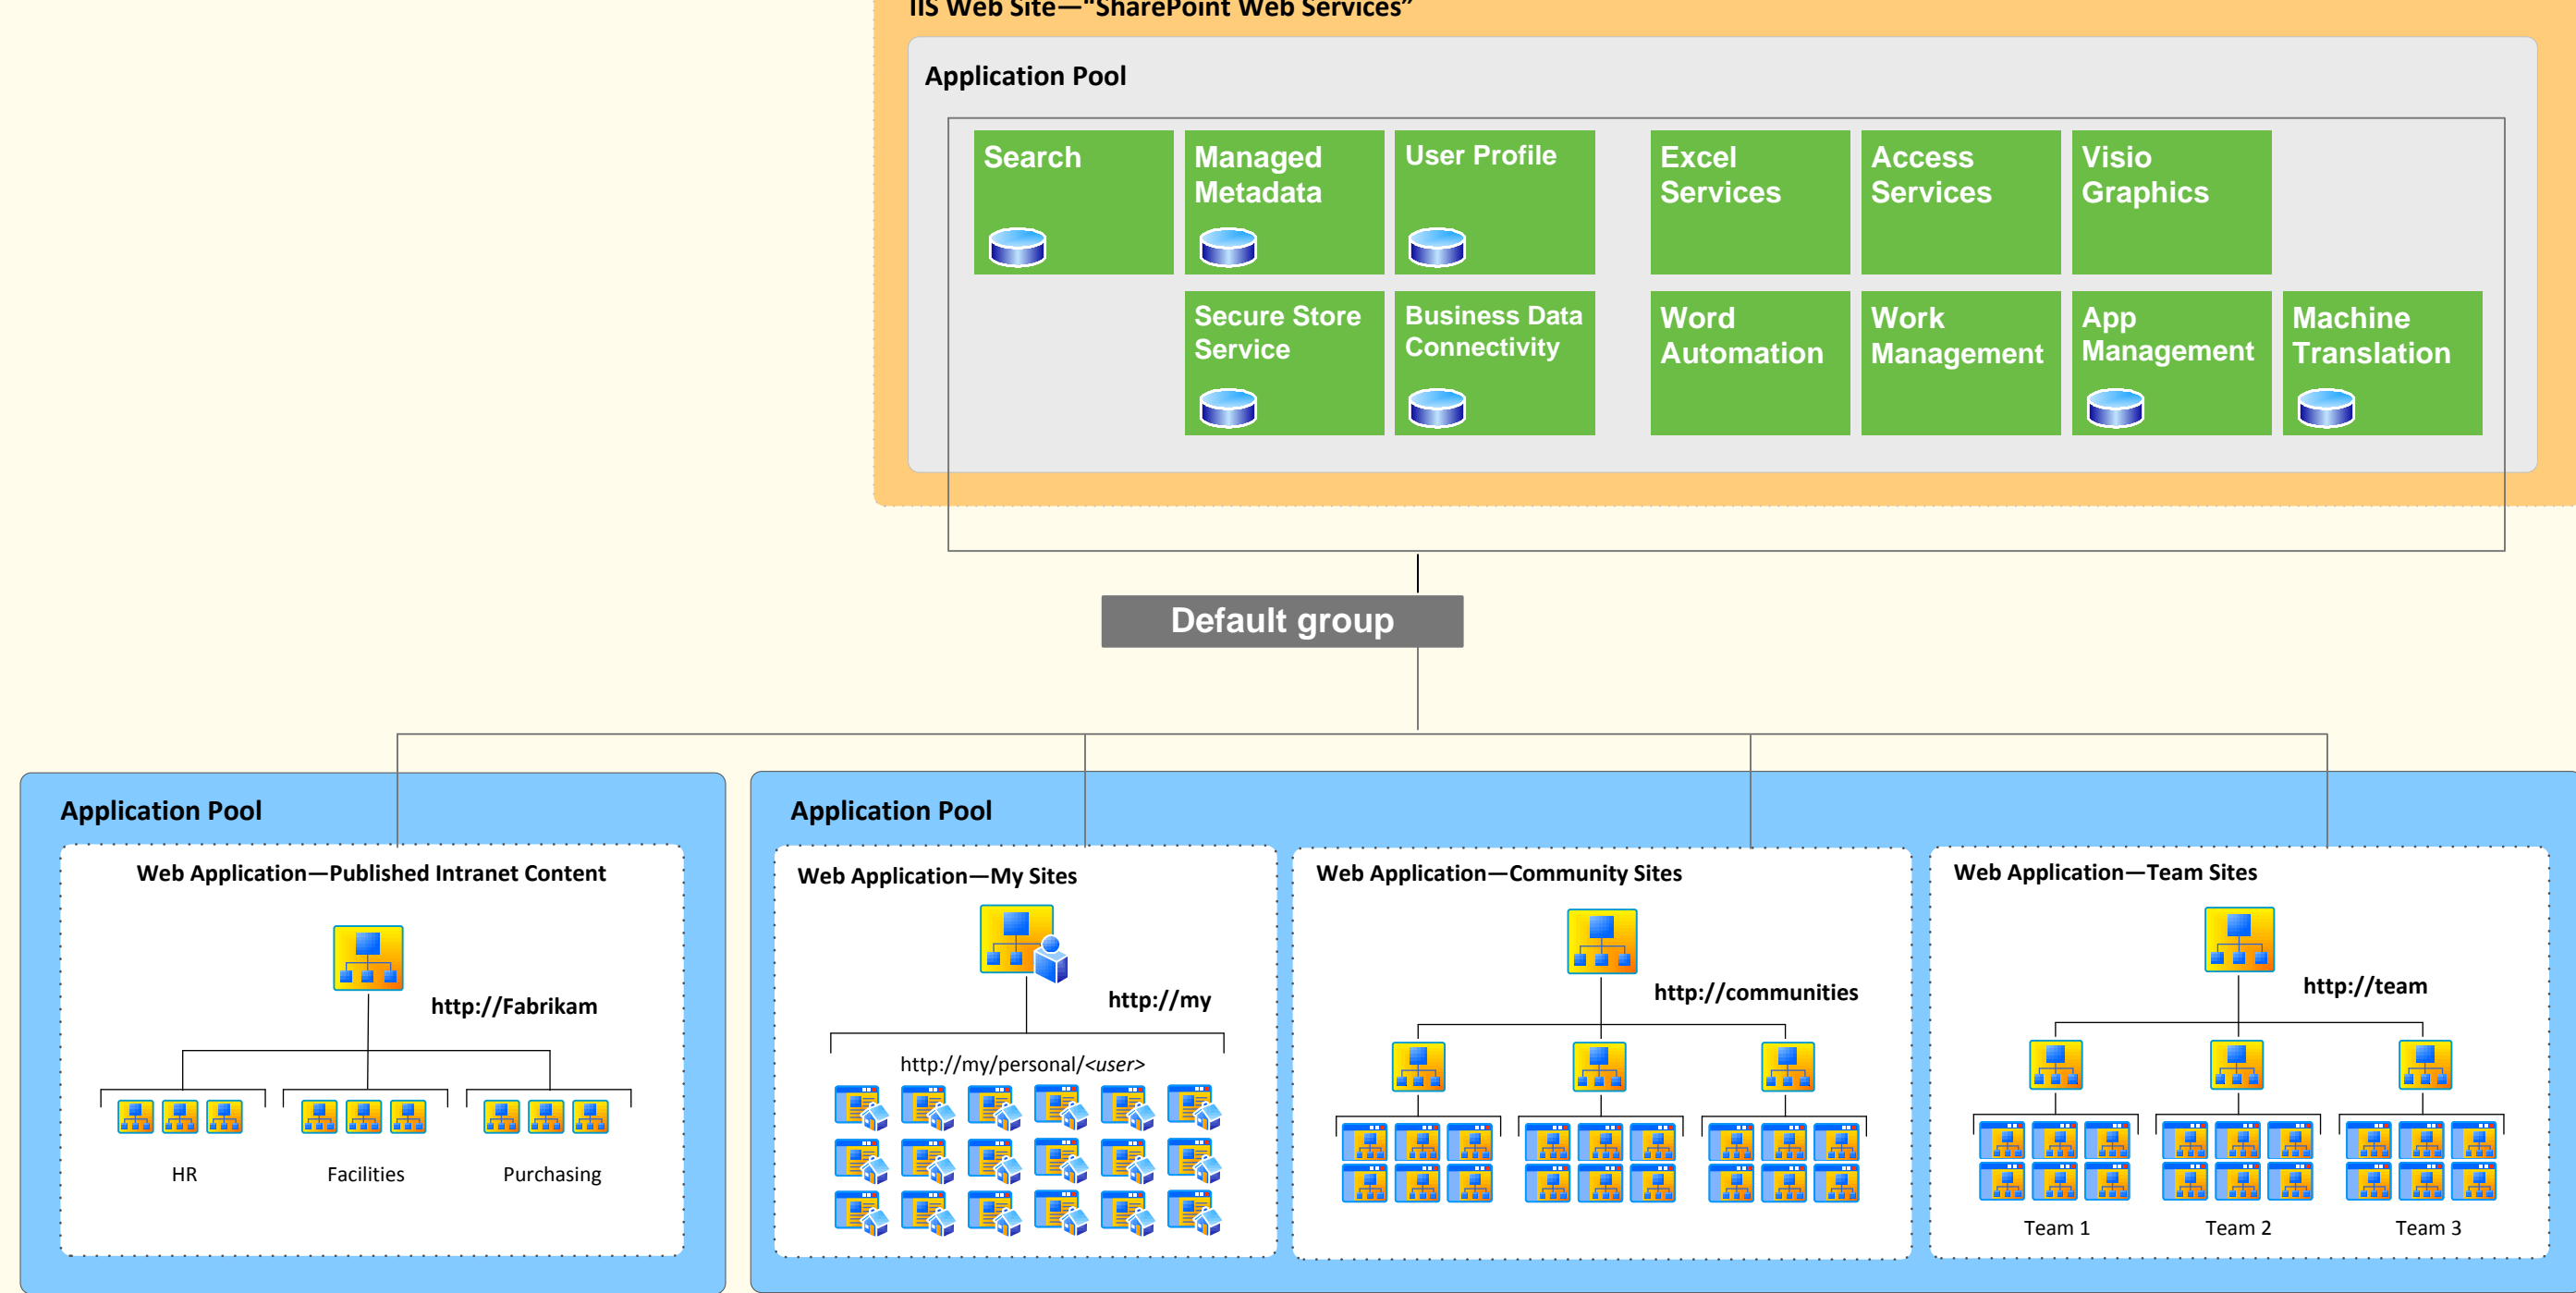 IIS Web Site—"SharePoint Web Services”
Application Pool
Search
Managed
Metadata
User Profile
Excel
Services
Access
Services
Visio
Graphics
Secure Store
Service
Business Data
Connectivity
Word
Automation
Work
Management
App
Management
Machine
Translation
Default group
Application Pool
Web Application—Published Intranet Content
http://Fabrikam
HR
Facilities
Purchasing
Application Pool
Web Application—My Sites
http://my
http://my/personal/<user>
Web Application—Community Sites
http://communities
Web Application—Team Sites
http://team
Team 1
Team 2
Team 3